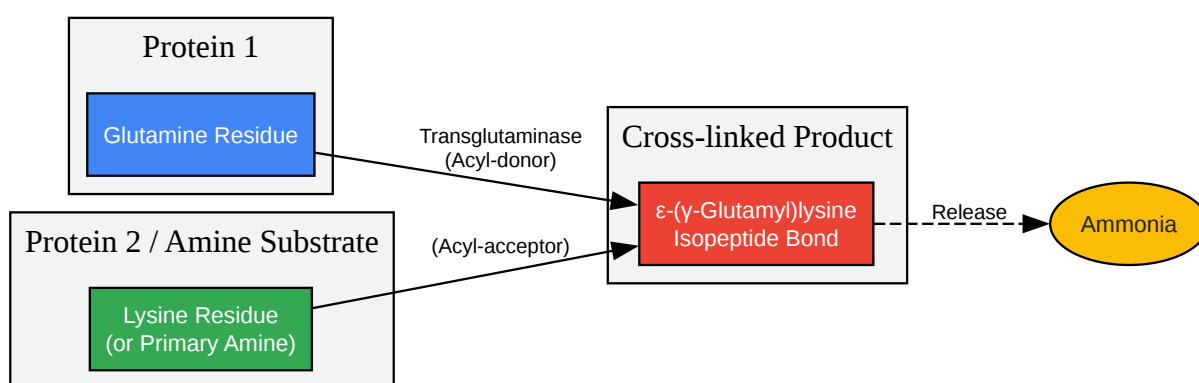 Protein 1
Glutamine Residue
Transglutaminase
(Acyl-donor)
Protein 2 / Amine Substrate
Lysine Residue
(or Primary Amine)
(Acyl-acceptor)
Cross-linked Product
ε-(γ-Glutamyl)lysine
Isopeptide Bond
Release
Ammonia